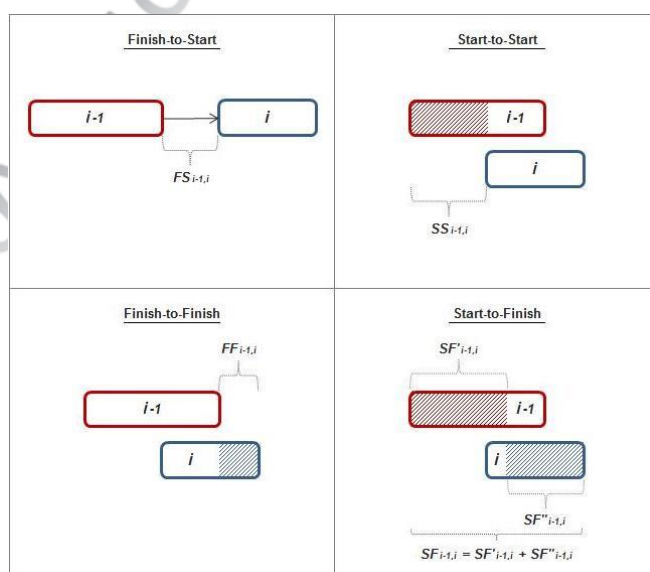 Finish-to-Start
i-1
i
FS i-1,i
Start-to-Start
i-1
i
SS i-1,i
Finish-to-Finish
FF i-1,i
i-1
i
Start-to-Finish
SF' i-1,i
i-1
i
SF" i-1,i
SF i-1,i = SF' i-1,i + SF" i-1,i